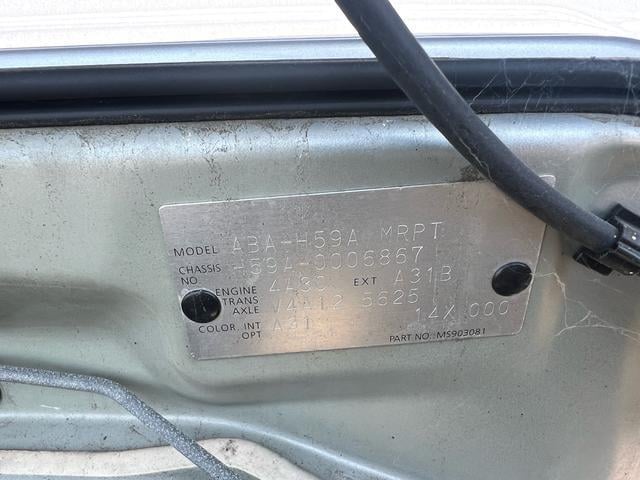 MODEL ABA-H59A MRPT
CHASSIS NO. H59A-0006867
ENGINE 4A30 EXT A31B
TRANS AXLE V4A12 5625
COLOR, INT OPT A31 14X 000
PART NO.: MS903081